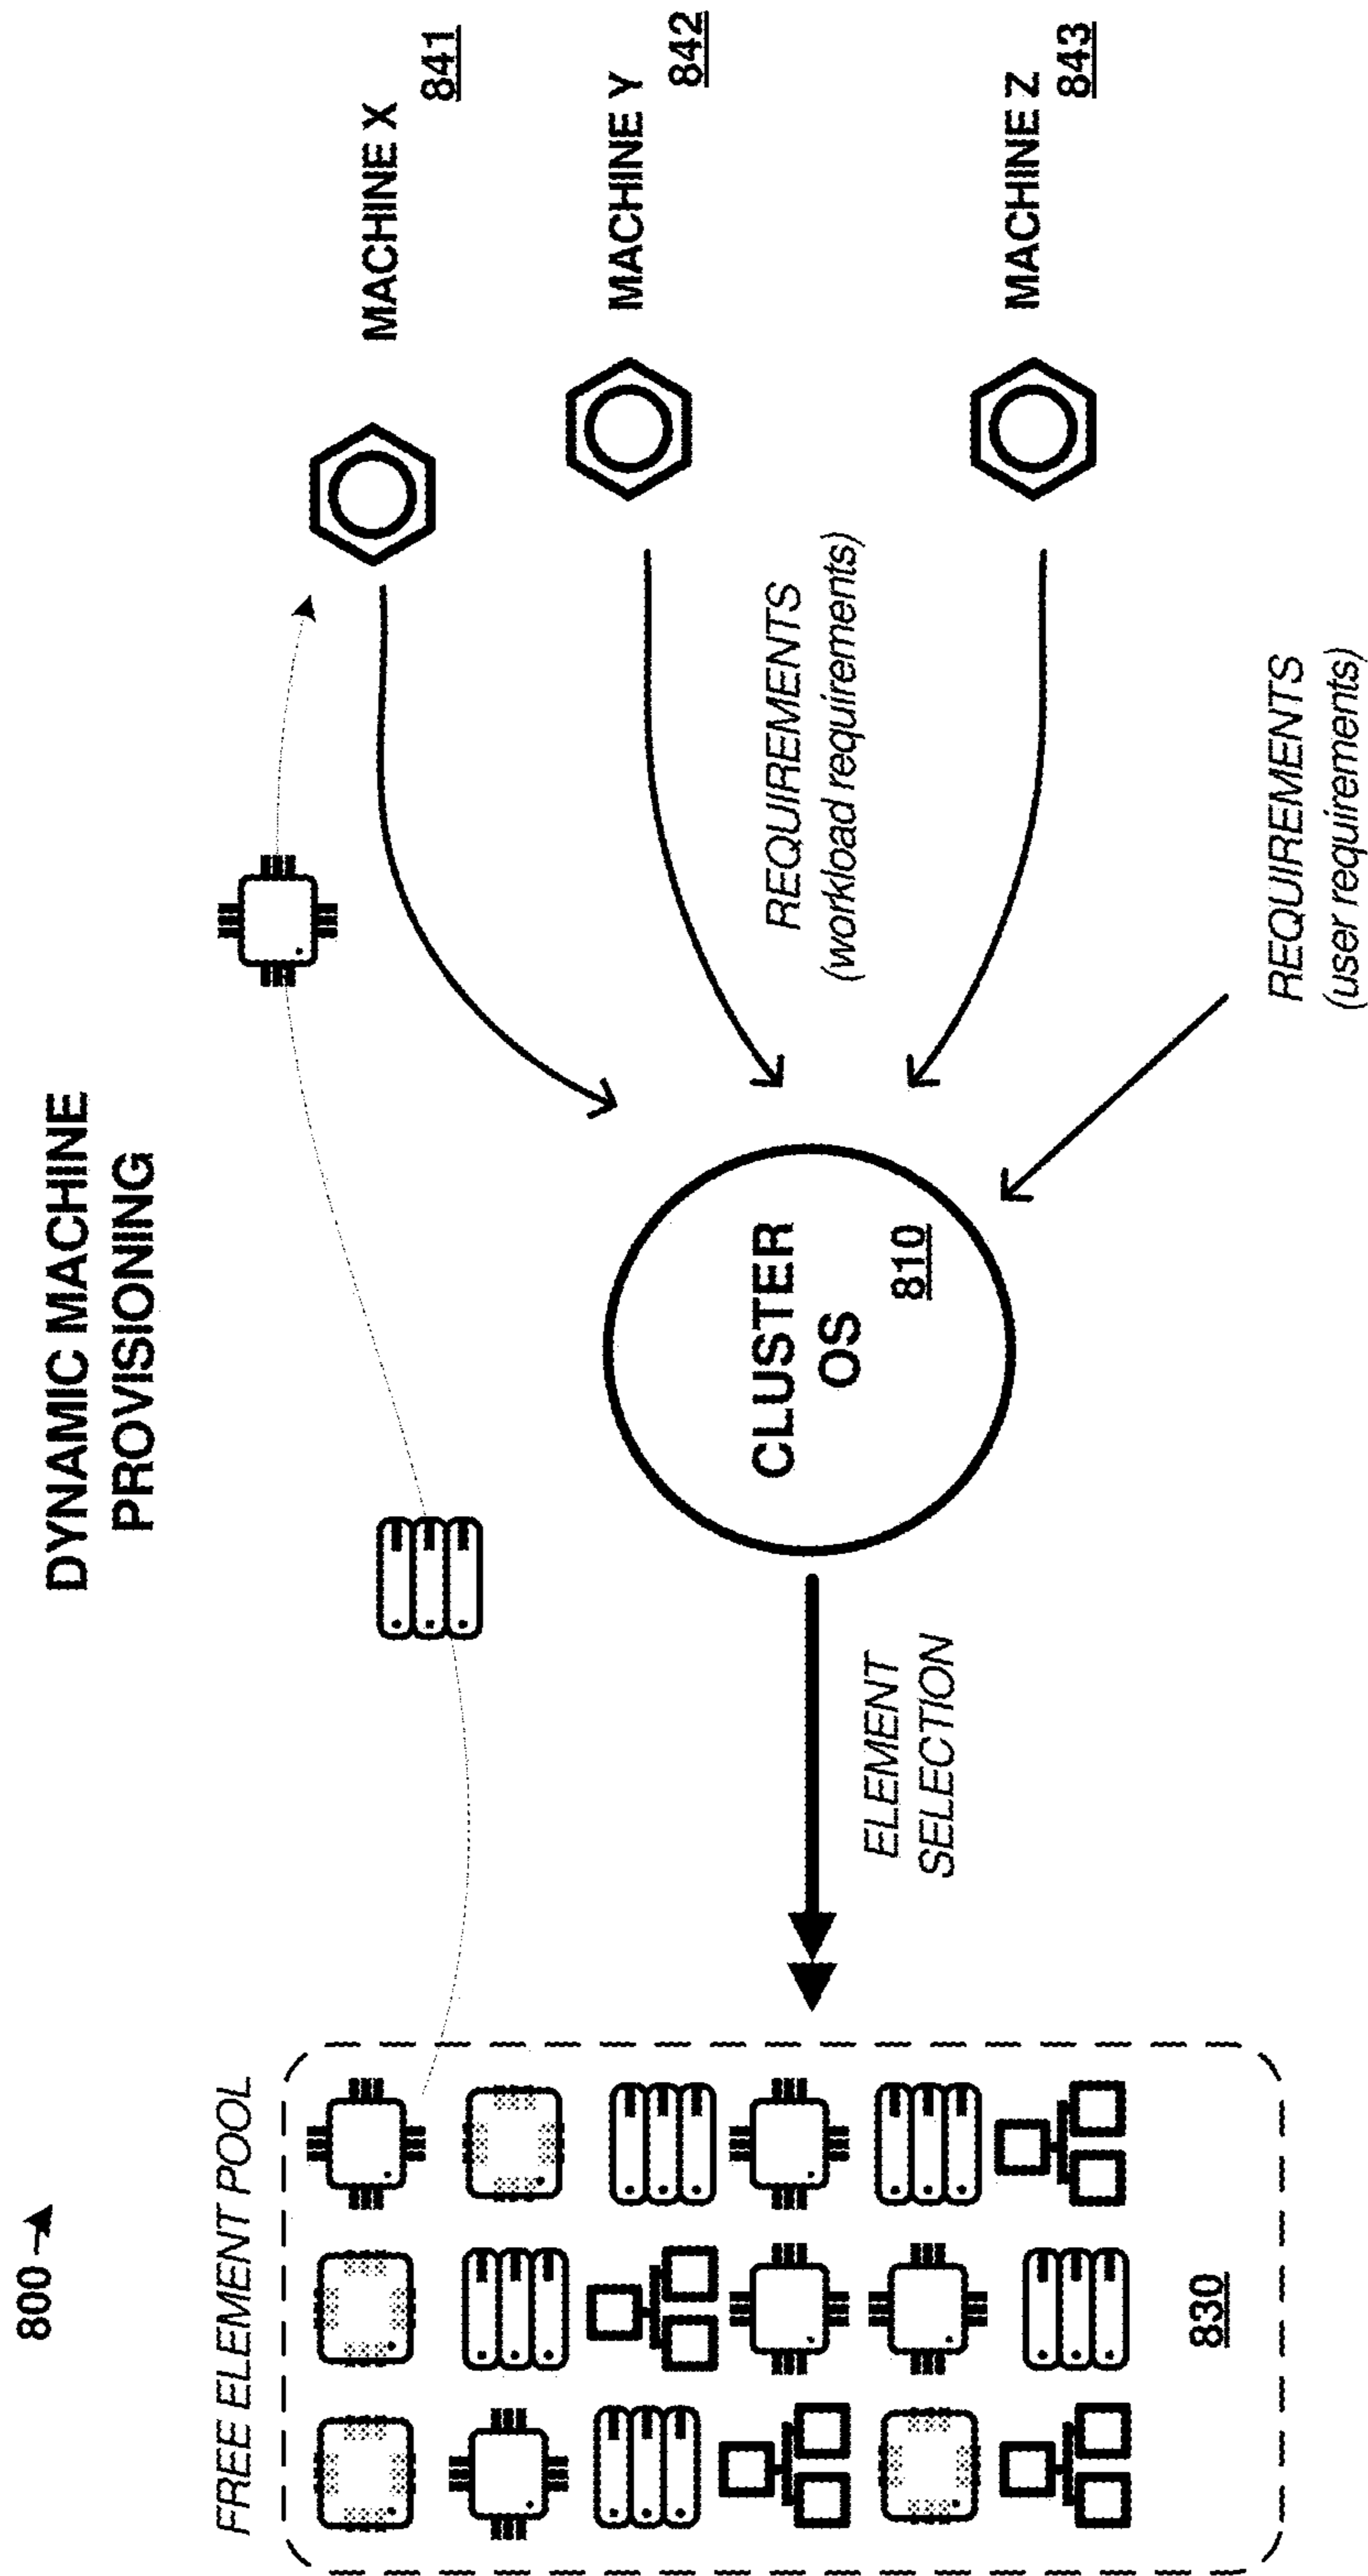 800
DYNAMIC MACHINE
PROVISIONING
FREE ELEMENT POOL
830
ELEMENT
SELECTION
CLUSTER
OS
810
REQUIREMENTS
(workload requirements)
REQUIREMENTS
(user requirements)
MACHINE X
841
MACHINE Y
842
MACHINE Z
843